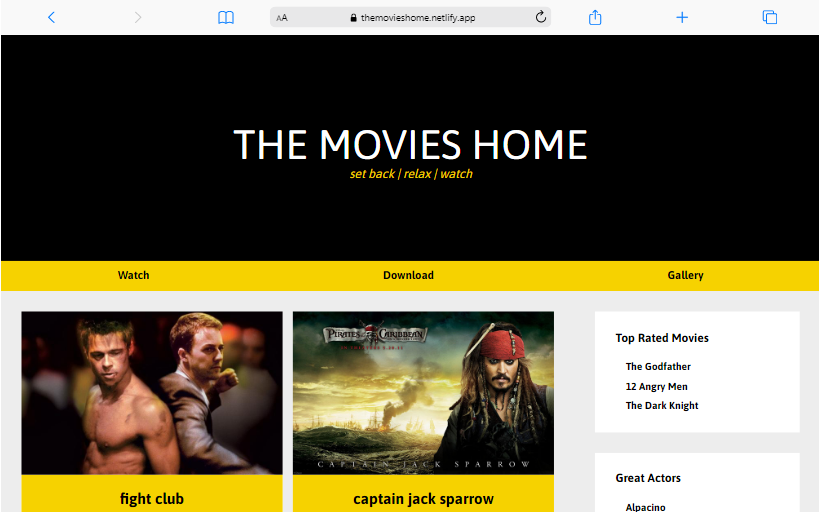 AA
themovieshome.netlify.app
THE MOVIES HOME
set back | relax | watch
Watch
Download
Gallery
PIRATES of the CARIBBEAN
CAPTAIN JACK SPARROW
fight club
captain jack sparrow
Top Rated Movies
The Godfather
12 Angry Men
The Dark Knight
Great Actors
Alpacino